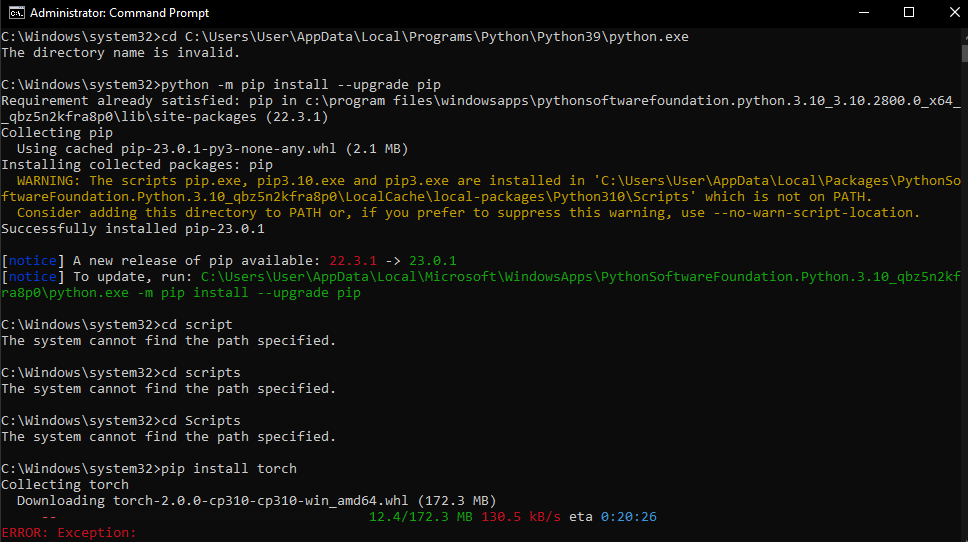 Administrator: Command Prompt
C:\Windows\system32>cd C:\Users\User\AppData\Local\Programs\Python\Python39\python.exe
The directory name is invalid.
C:\Windows\system32>python -m pip install --upgrade pip
Requirement already satisfied: pip in c:\program files\windowsapps\pythonsoftwarefoundation.python.3.10_3.10.2800.0_x64_
_qbz5n2kfra8p0\lib\site-packages (22.3.1)
Collecting pip
  Using cached pip-23.0.1-py3-none-any.whl (2.1 MB)
Installing collected packages: pip
  WARNING: The scripts pip.exe, pip3.10.exe and pip3.exe are installed in 'C:\Users\User\AppData\Local\Packages\PythonSo
ftwareFoundation.Python.3.10_qbz5n2kfra8p0\LocalCache\local-packages\Python310\Scripts' which is not on PATH.
  Consider adding this directory to PATH or, if you prefer to suppress this warning, use --no-warn-script-location.
Successfully installed pip-23.0.1
[notice] A new release of pip available: 22.3.1 -> 23.0.1
[notice] To update, run: C:\Users\User\AppData\Local\Microsoft\WindowsApps\PythonSoftwareFoundation.Python.3.10_qbz5n2kf
ra8p0\python.exe -m pip install --upgrade pip
C:\Windows\system32>cd script
The system cannot find the path specified.
C:\Windows\system32>cd scripts
The system cannot find the path specified.
C:\Windows\system32>cd Scripts
The system cannot find the path specified.
C:\Windows\system32>pip install torch
Collecting torch
  Downloading torch-2.0.0-cp310-cp310-win_amd64.whl (172.3 MB)
     -- 12.4/172.3 MB 130.5 kB/s eta 0:20:26
ERROR: Exception: